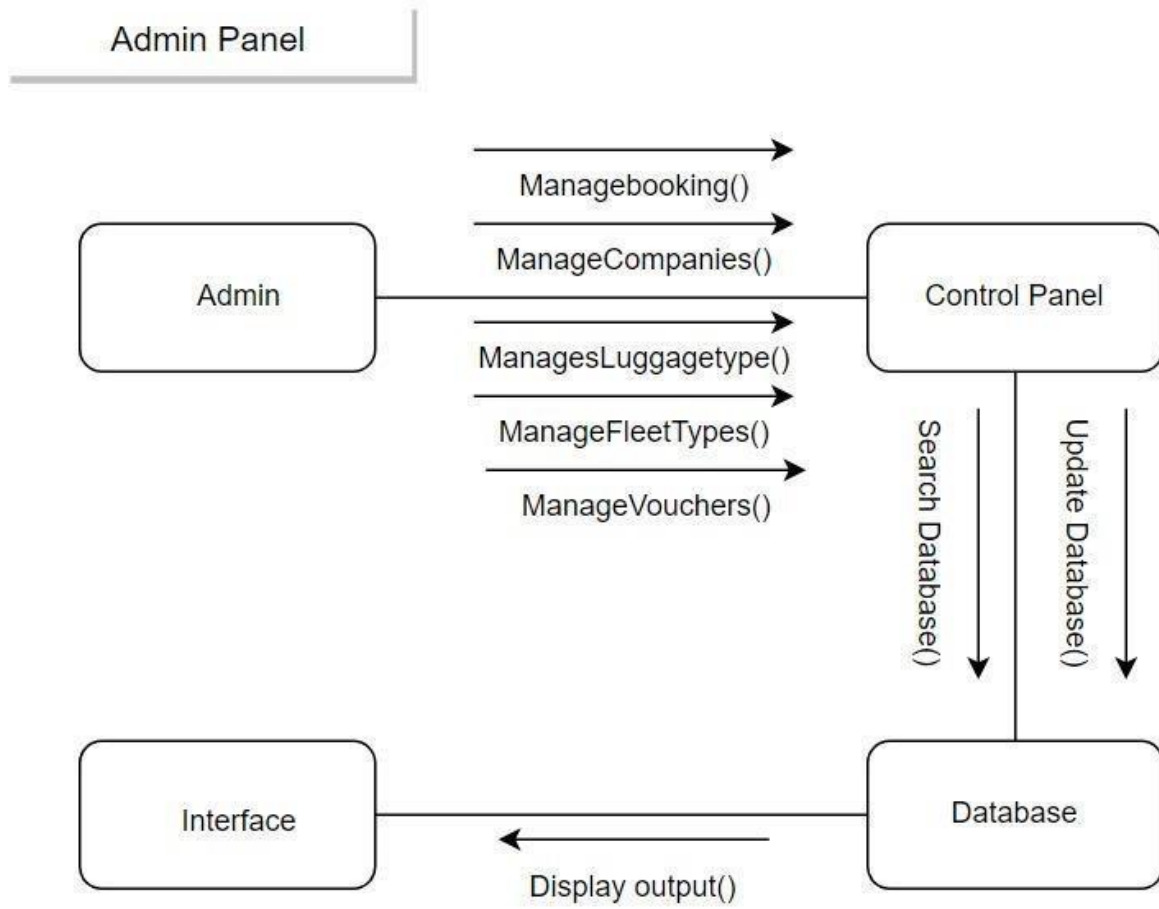 Admin Panel
Managebooking()
ManageCompanies()
Admin
Control Panel
ManagesLuggagetype()
ManageFleetTypes()
ManageVouchers()
Search Database()
Update Database()
Interface
Database
Display output()